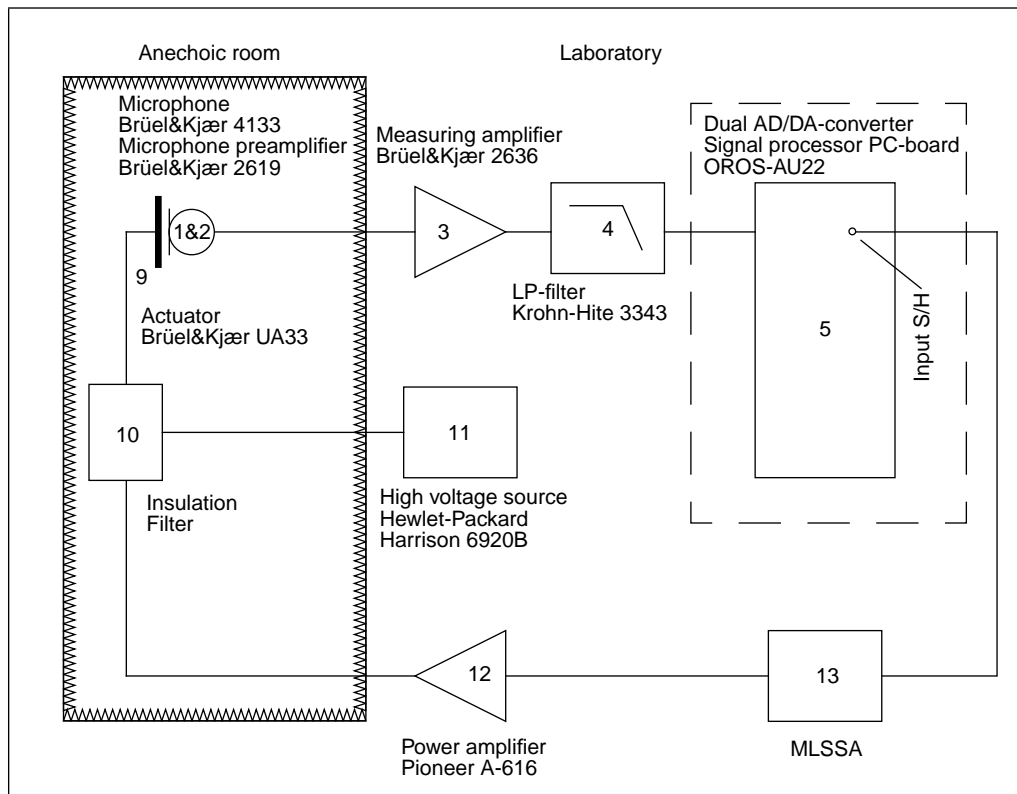 Anechoic room
Laboratory
Microphone
Brüel&Kjær 4133
Microphone preamplifier
Brüel&Kjær 2619
Measuring amplifier
Brüel&Kjær 2636
Dual AD/DA-converter
Signal processor PC-board
OROS-AU22
1&2
3
4
5
9
Input S/H
LP-filter
Krohn-Hite 3343
Actuator
Brüel&Kjær UA33
10
11
Insulation
Filter
High voltage source
Hewlet-Packard
Harrison 6920B
12
13
Power amplifier
Pioneer A-616
MLSSA